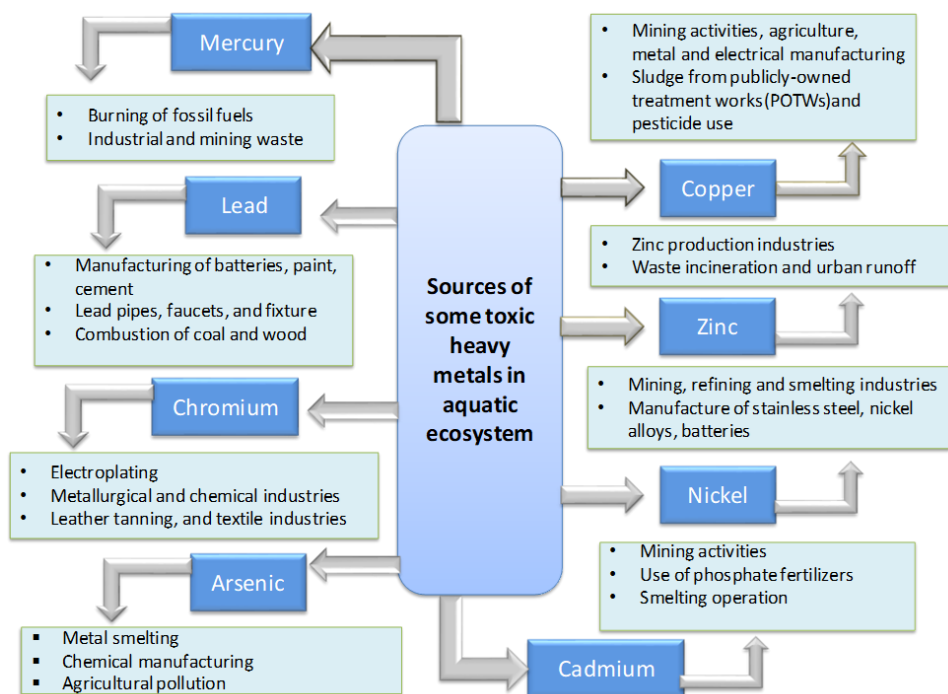 Mercury
• Burning of fossil fuels
• Industrial and mining waste
Lead
• Manufacturing of batteries, paint,
cement
• Lead pipes, faucets, and fixture
• Combustion of coal and wood
Chromium
• Electroplating
• Metallurgical and chemical industries
• Leather tanning, and textile industries
Arsenic
▪ Metal smelting
▪ Chemical manufacturing
▪ Agricultural pollution
Sources of
some toxic
heavy
metals in
aquatic
ecosystem
• Mining activities, agriculture,
metal and electrical manufacturing
• Sludge from publicly-owned
treatment works(POTWs)and
pesticide use
Copper
• Zinc production industries
• Waste incineration and urban runoff
Zinc
• Mining, refining and smelting industries
• Manufacture of stainless steel, nickel
alloys, batteries
Nickel
• Mining activities
• Use of phosphate fertilizers
• Smelting operation
Cadmium